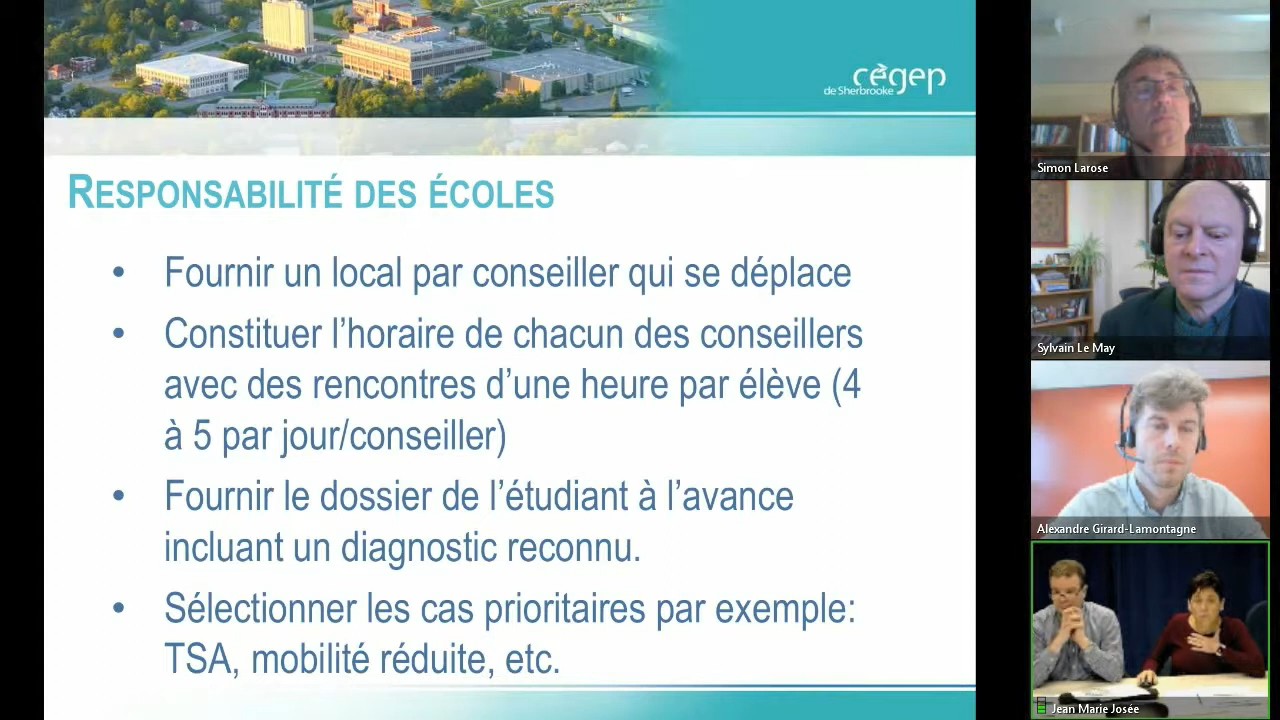 cégep
de Sherbrooke
RESPONSABILITÉ DES ÉCOLES
• Fournir un local par conseiller qui se déplace
• Constituer l’horaire de chacun des conseillers
avec des rencontres d’une heure par élève (4
à 5 par jour/conseiller)
• Fournir le dossier de l’étudiant à l’avance
incluant un diagnostic reconnu.
• Sélectionner les cas prioritaires par exemple:
TSA, mobilité réduite, etc.
Simon Larose
Sylvain Le May
Alexandre Girard-Lamontagne
Jean Marie Josée